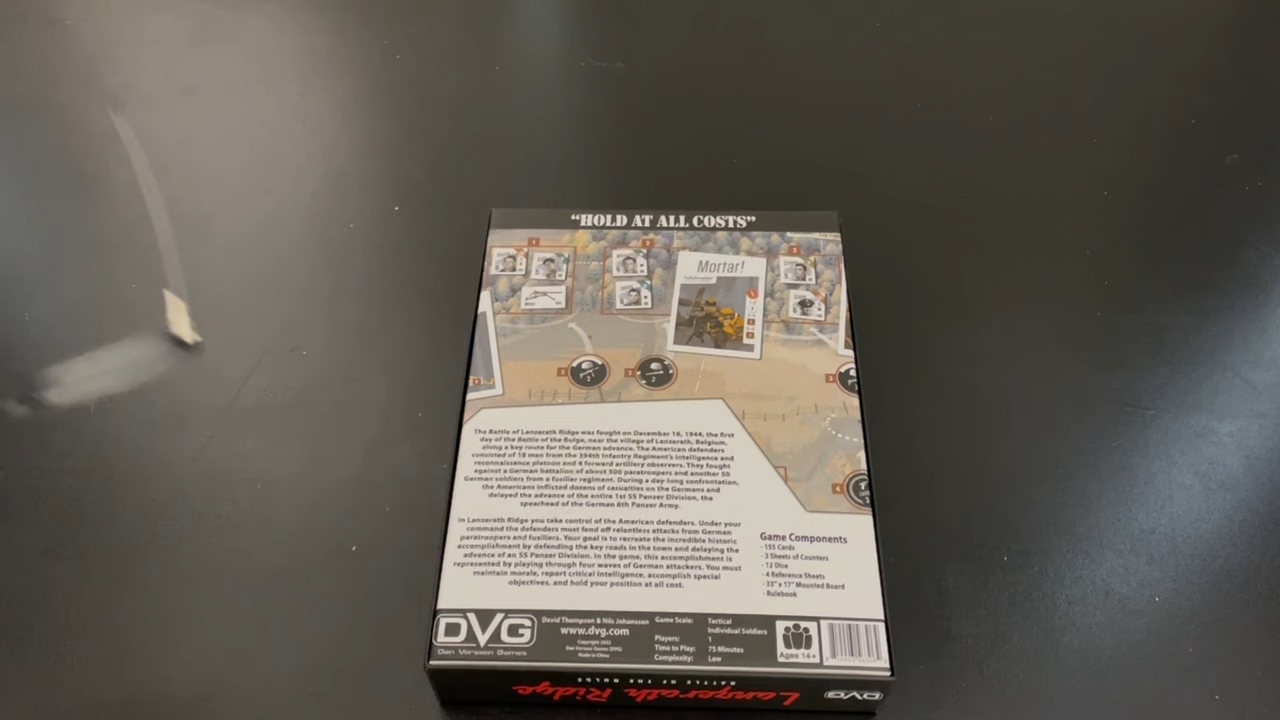 "HOLD AT ALL COSTS"
Mortar!
The Battle of Lanzerath Ridge was fought on December 16, 1944, the first
day of the Battle of the Bulge, near the village of Lanzerath, Belgium,
along a key route for the German advance. The American defenders
consisted of 18 men from the 394th Infantry Regiment's intelligence and
reconnaissance platoon and 4 forward artillery observers. They fought
against a German battalion of about 500 paratroopers and another 50
German soldiers from a fusilier regiment. During a day-long confrontation,
the Americans inflicted dozens of casualties on the Germans and
delayed the advance of the entire 1st SS Panzer Division, the
spearhead of the German 6th Panzer Army.
In Lanzerath Ridge you take control of the American defenders. Under your
command the defenders must fend off relentless attacks from German
paratroopers and fusiliers. Your goal is to recreate the incredible historic
accomplishment by defending the key roads in the town and delaying the
advance of an SS Panzer Division. In the game, this accomplishment is
represented by playing through four waves of German attackers. You must
maintain morale, report critical intelligence, accomplish special
objectives, and hold your position at all cost.
Game Components
- 155 Cards
- 3 Sheets of Counters
- 12 Dice
- 4 Reference Sheets
- 33" x 17" Mounted Board
- Rulebook
DVG
Dan Verssen Games
David Thompson & Nils Johansson
www.dvg.com
Copyright 2022
Dan Verssen Games (DVG)
Made in China
Game Scale: Tactical
Individual Soldiers
Players: 1
Time to Play: 75 Minutes
Complexity: Low
Ages 14+
Lanzerath Ridge
BATTLE OF THE BULGE
DVG